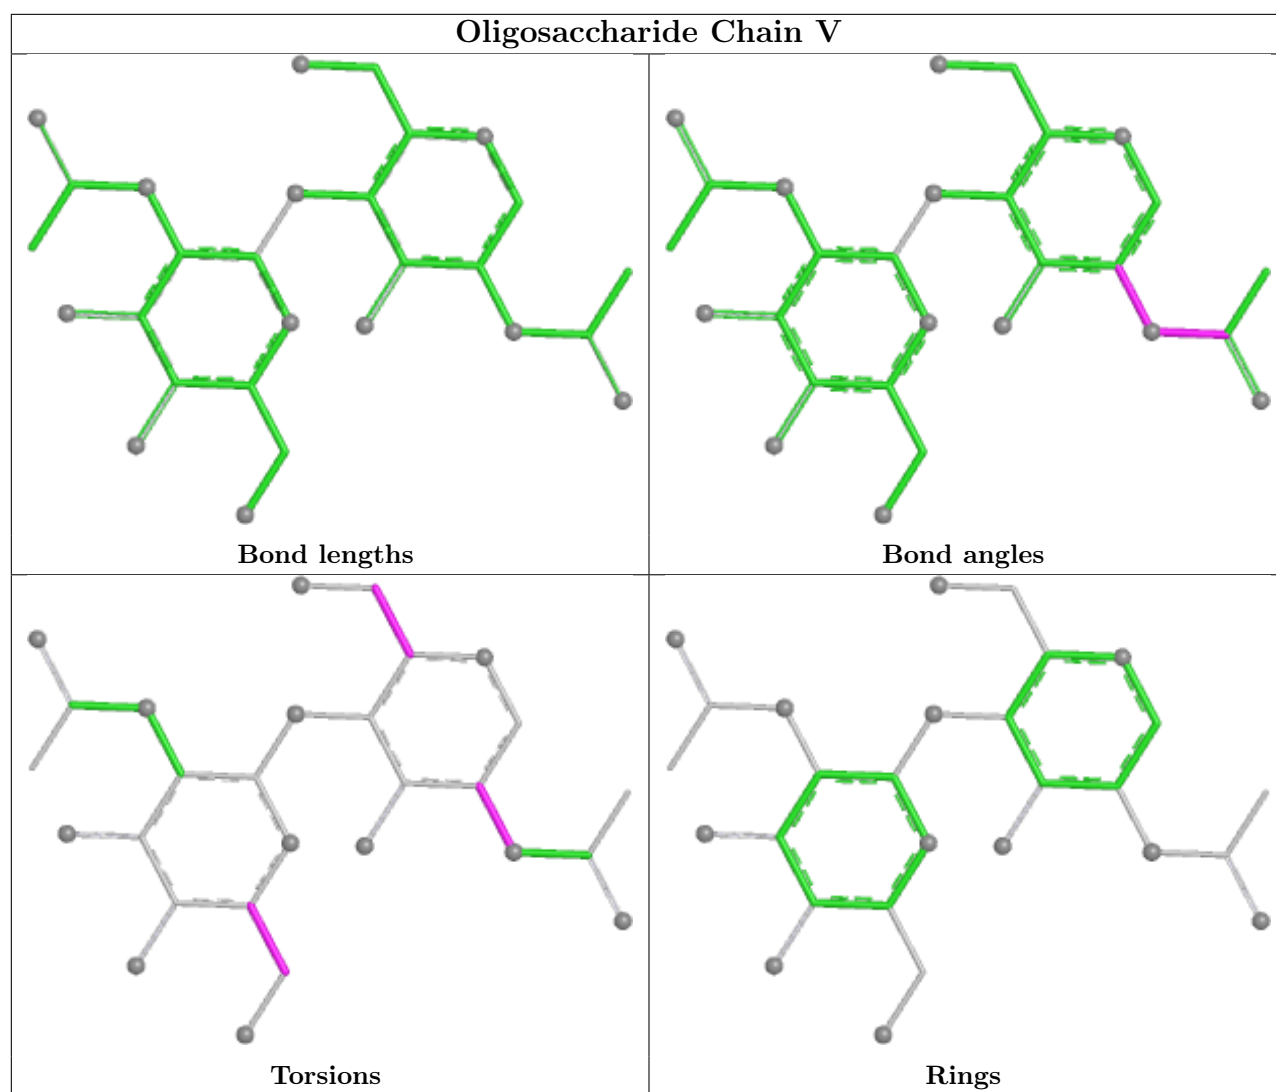 Oligosaccharide Chain V
Bond lengths
Bond angles
Torsions
Rings